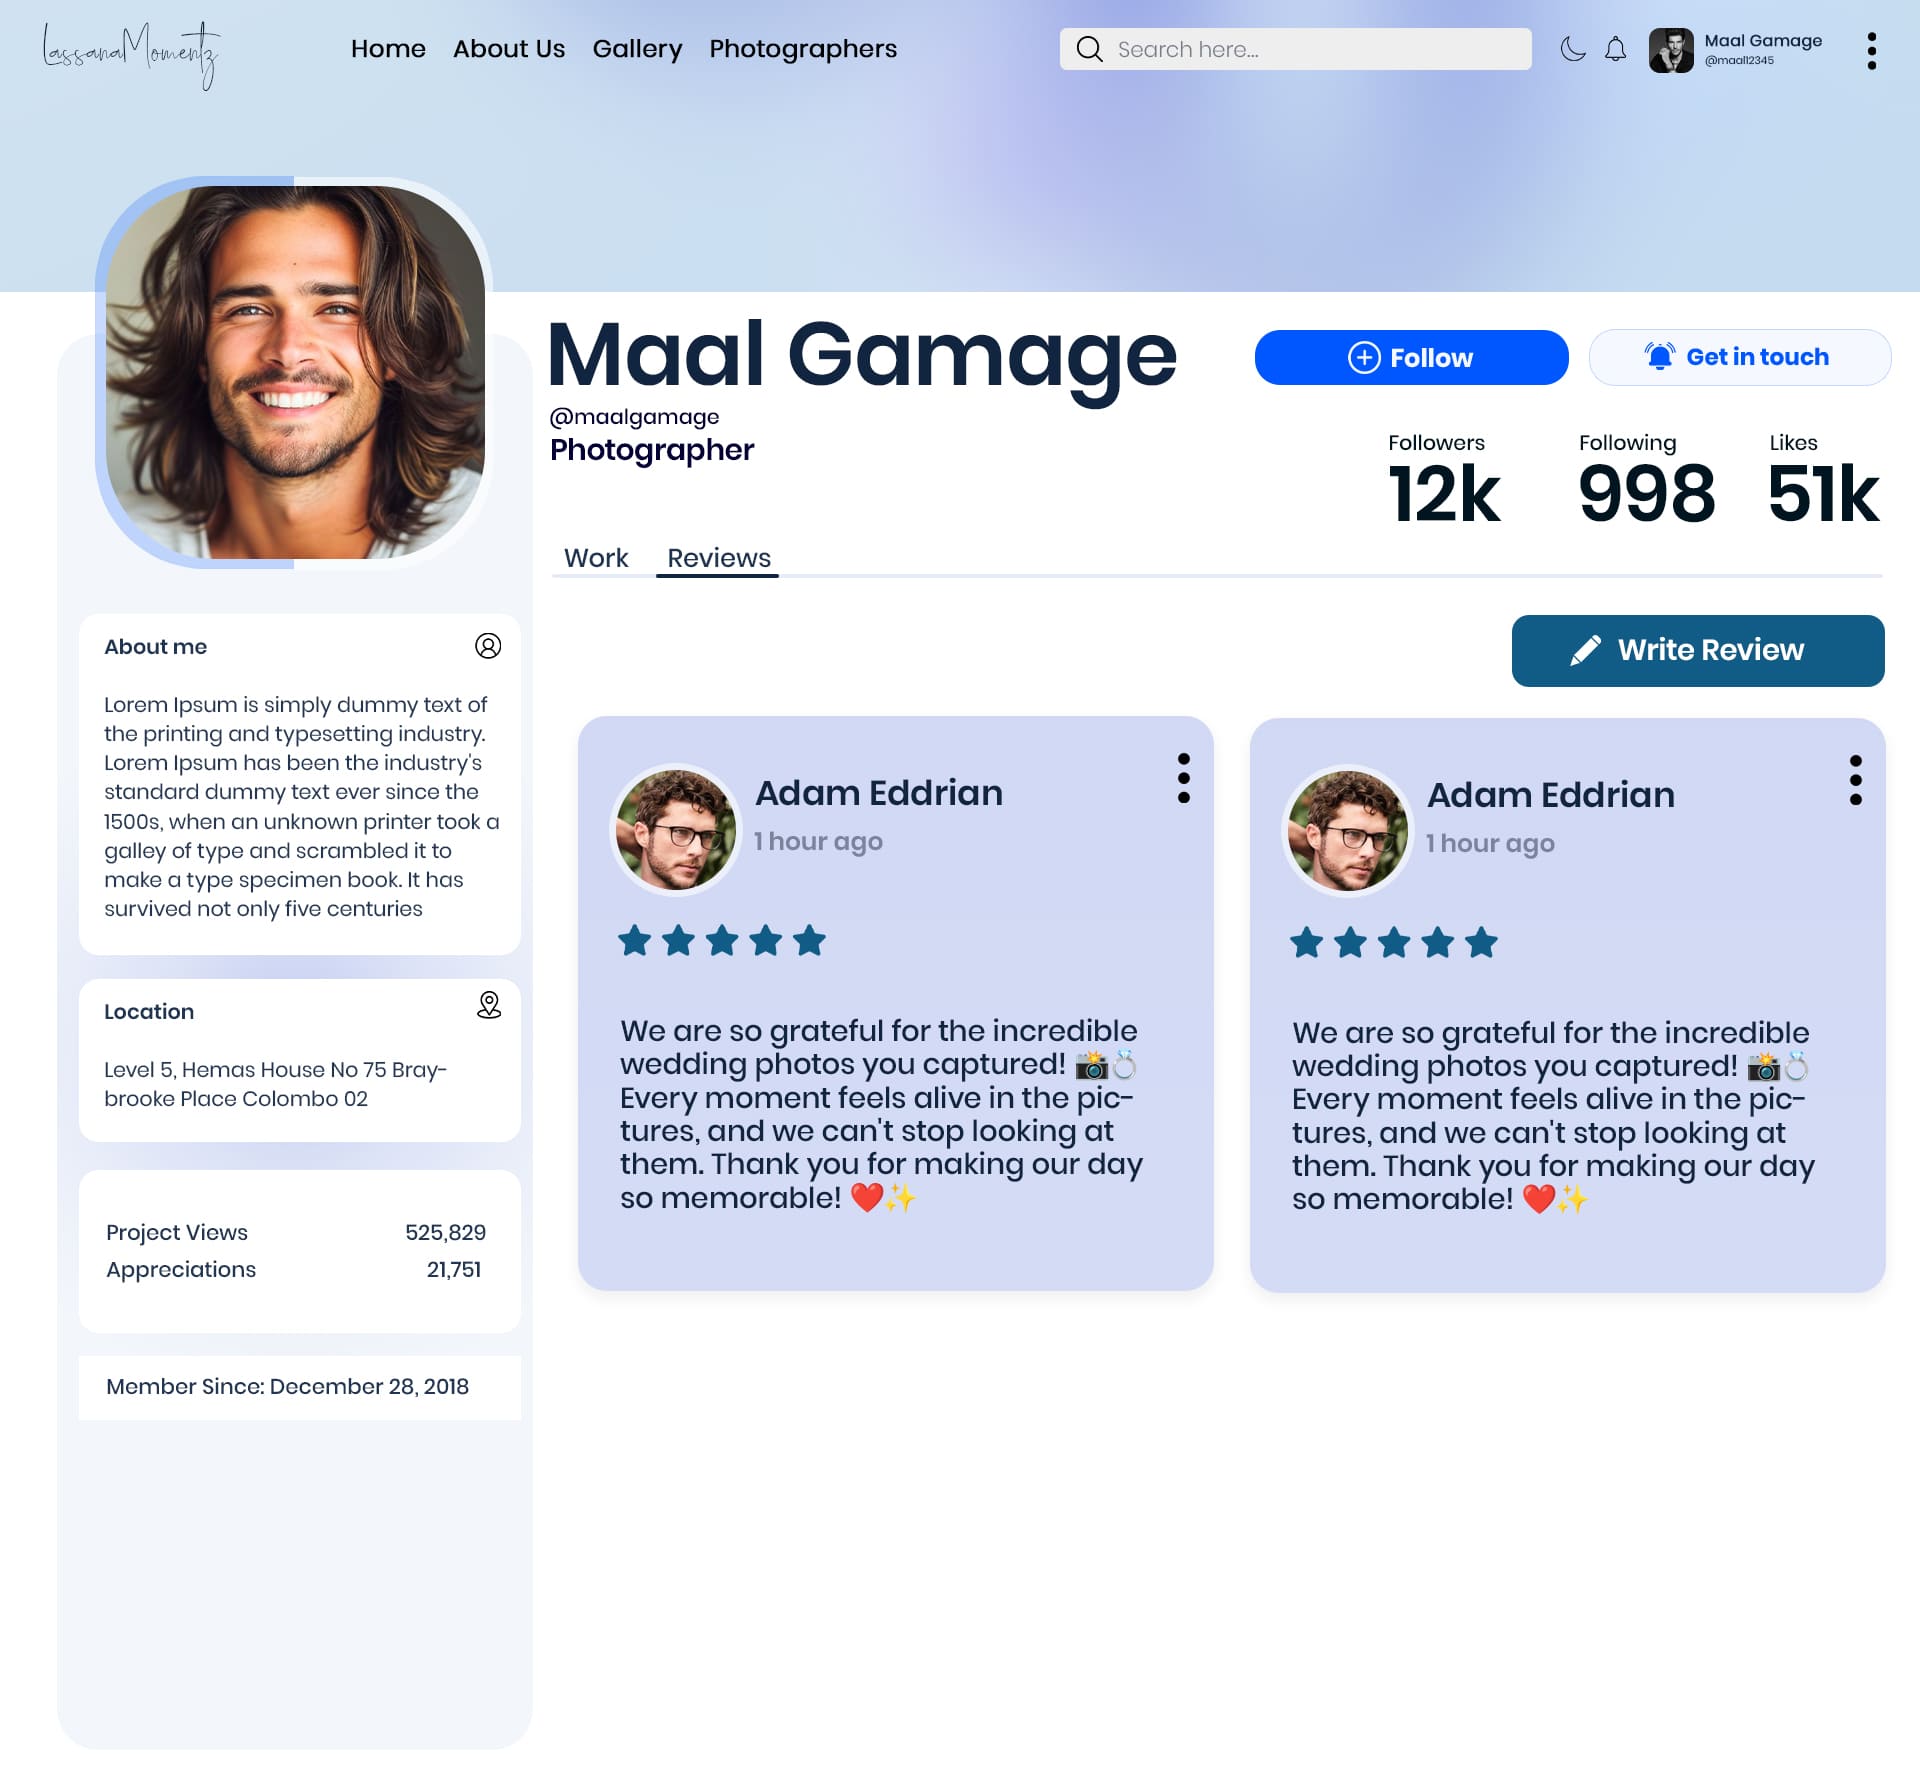 LassanaMomentz
Home About Us Gallery Photographers
Search here...
Maal Gamage
@maal12345
Maal Gamage
@maalgamage
Photographer
Follow
Get in touch
Followers Following Likes
12k 998 51k
Work Reviews
Write Review
About me
Lorem Ipsum is simply dummy text of
the printing and typesetting industry.
Lorem Ipsum has been the industry's
standard dummy text ever since the
1500s, when an unknown printer took a
galley of type and scrambled it to
make a type specimen book. It has
survived not only five centuries
Location
Level 5, Hemas House No 75 Bray-
brooke Place Colombo 02
Project Views 525,829
Appreciations 21,751
Member Since: December 28, 2018
Adam Eddrian
1 hour ago
We are so grateful for the incredible
wedding photos you captured! 📸💍
Every moment feels alive in the pic-
tures, and we can't stop looking at
them. Thank you for making our day
so memorable! ❤️✨
Adam Eddrian
1 hour ago
We are so grateful for the incredible
wedding photos you captured! 📸💍
Every moment feels alive in the pic-
tures, and we can't stop looking at
them. Thank you for making our day
so memorable! ❤️✨